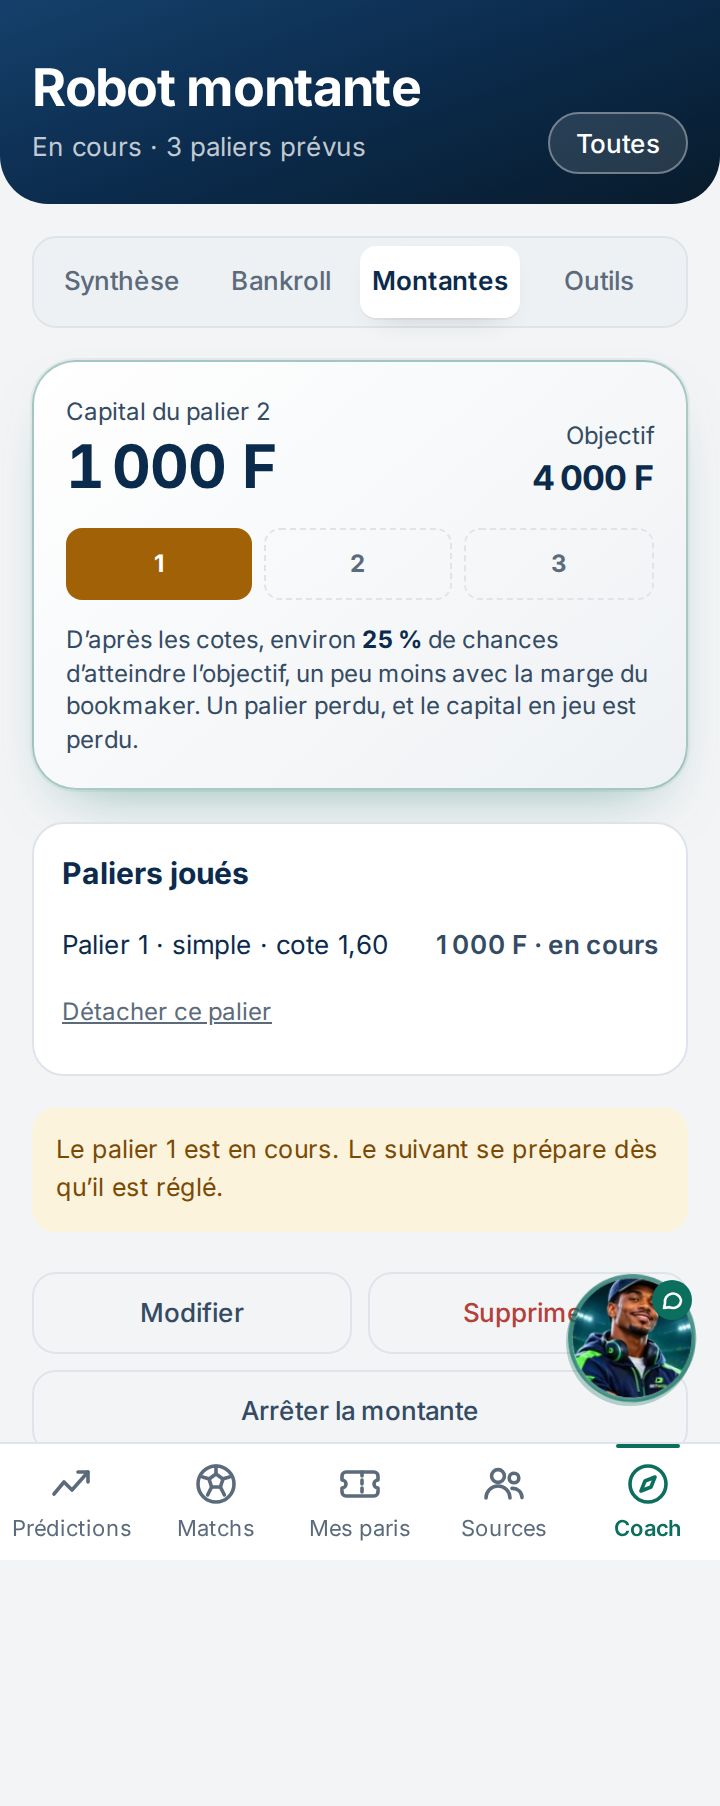 Robot montante
En cours · 3 paliers prévus
Toutes
Synthèse
Bankroll
Montantes
Outils
Capital du palier 2
1 000 F
Objectif
4 000 F
1
2
3
D’après les cotes, environ 25 % de chances
d’atteindre l’objectif, un peu moins avec la marge du
bookmaker. Un palier perdu, et le capital en jeu est
perdu.
Paliers joués
Palier 1 · simple · cote 1,60
1 000 F · en cours
Détacher ce palier
Le palier 1 est en cours. Le suivant se prépare dès
qu’il est réglé.
Modifier
Supprime
Arrêter la montante
Prédictions
Matchs
Mes paris
Sources
Coach